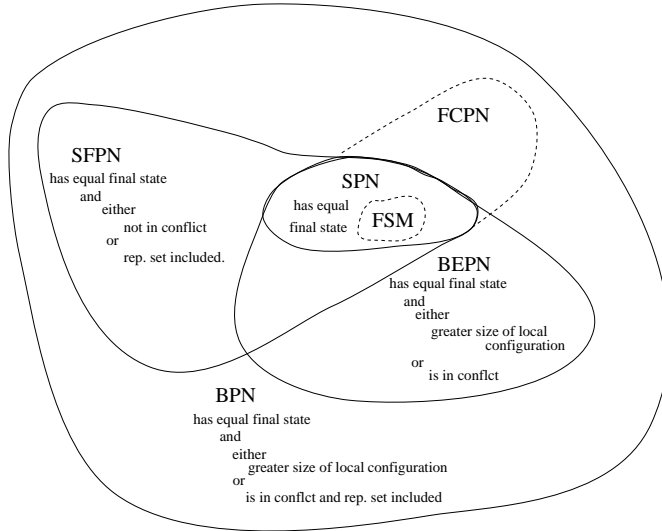 FCPN
SFPN
has equal final state
and
either
not in conflict
or
rep. set included.
SPN
has equal
final state
FSM
BEPN
has equal final state
and
either
greater size of local
configuration
or
is in conflct
BPN
has equal final state
and
either
greater size of local configuration
or
is in conflct and rep. set included